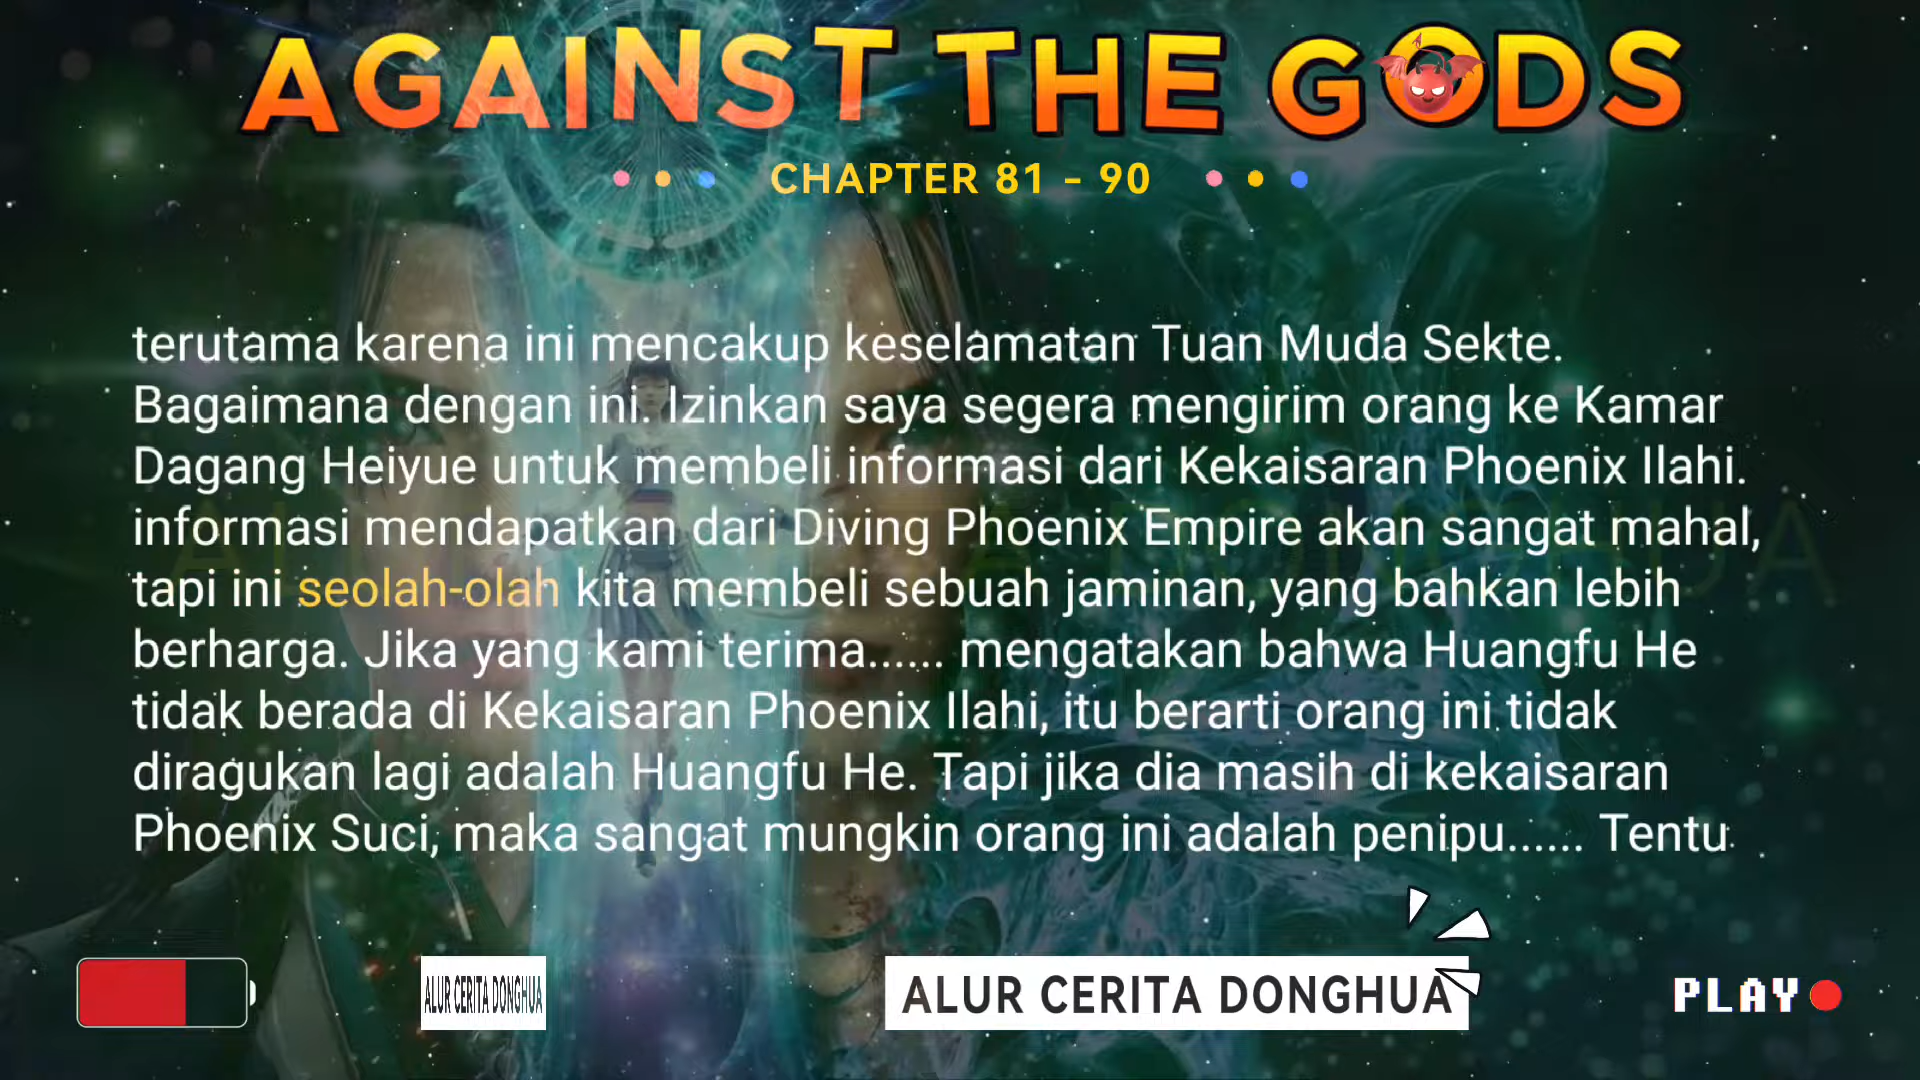 AGAINST THE GODS
CHAPTER 81 - 90
terutama karena ini mencakup keselamatan Tuan Muda Sekte.
Bagaimana dengan ini. Izinkan saya segera mengirim orang ke Kamar
Dagang Heiyue untuk membeli informasi dari Kekaisaran Phoenix Ilahi.
informasi mendapatkan dari Diving Phoenix Empire akan sangat mahal,
tapi ini seolah-olah kita membeli sebuah jaminan, yang bahkan lebih
berharga. Jika yang kami terima...... mengatakan bahwa Huangfu He
tidak berada di Kekaisaran Phoenix Ilahi, itu berarti orang ini tidak
diragukan lagi adalah Huangfu He. Tapi jika dia masih di kekaisaran
Phoenix Suci, maka sangat mungkin orang ini adalah penipu...... Tentu
ALUR CERITA DONGHUA
ALUR CERITA DONGHUA
PLAY